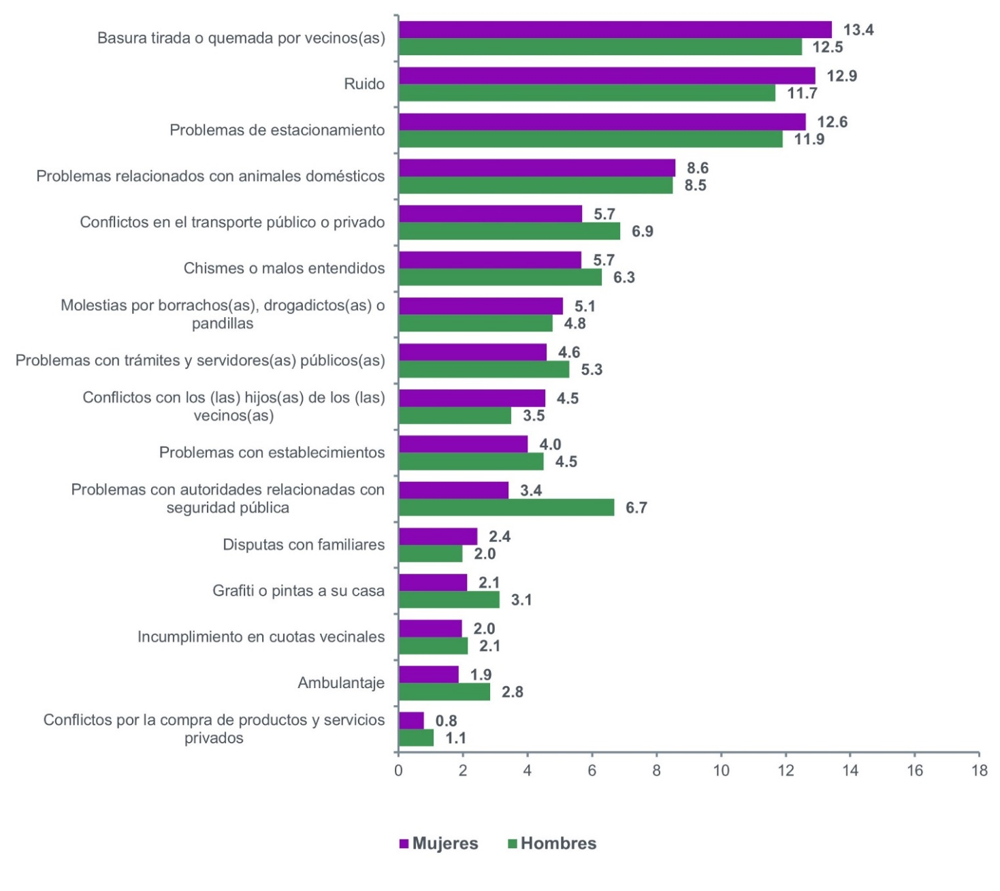 Basura tirada o quemada por vecinos(as)
13.4
12.5
Ruido
12.9
11.7
Problemas de estacionamiento
12.6
11.9
Problemas relacionados con animales domésticos
8.6
8.5
Conflictos en el transporte público o privado
5.7
6.9
Chismes o malos entendidos
5.7
6.3
Molestias por borrachos(as), drogadictos(as) o
pandillas
5.1
4.8
Problemas con trámites y servidores(as) públicos(as)
4.6
5.3
Conflictos con los (las) hijos(as) de los (las)
vecinos(as)
4.5
3.5
Problemas con establecimientos
4.0
4.5
Problemas con autoridades relacionadas con
seguridad pública
3.4
6.7
Disputas con familiares
2.4
2.0
Grafiti o pintas a su casa
2.1
3.1
Incumplimiento en cuotas vecinales
2.0
2.1
Ambulantaje
1.9
2.8
Conflictos por la compra de productos y servicios
privados
0.8
1.1
0 2 4 6 8 10 12 14 16 18
Mujeres Hombres